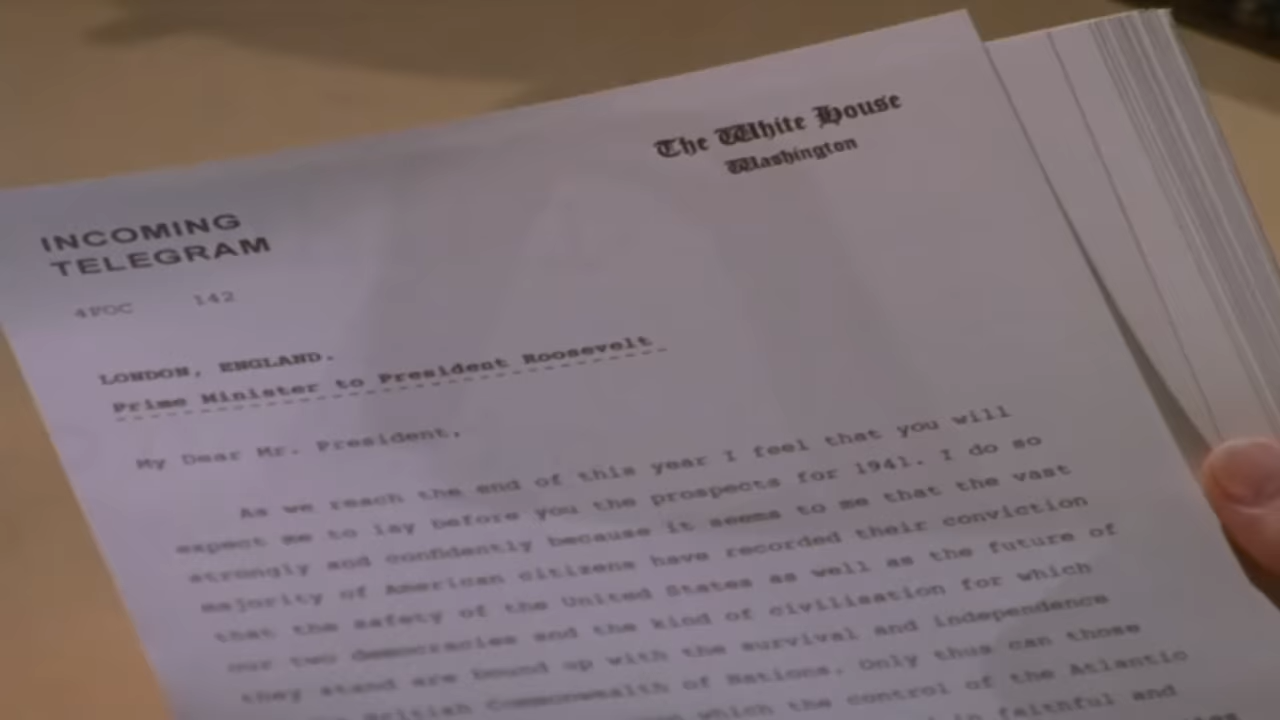 The White House
Washington
INCOMING
TELEGRAM
4POC 142
LONDON, ENGLAND.
Prime Minister to President Roosevelt
My Dear Mr. President,
As we reach the end of this year I feel that you will
expect me to lay before you the prospects for 1941. I do so
strongly and confidently because it seems to me that the vast
majority of American citizens have recorded their conviction
that the safety of the United States as well as the future of
our two democracies and the kind of civilisation for which
they stand are bound up with the survival and independence
British Commonwealth of Nations. Only thus can those
which the control of the Atlantic
in faithful and